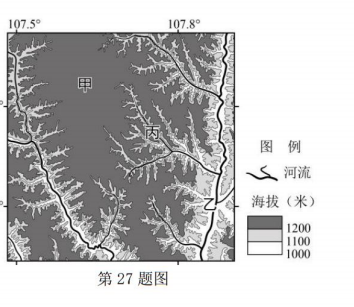 107.5° 107.8°
甲
丙
乙
图 例
河流
海拔（米）
1200
1100
1000
第 27 题图